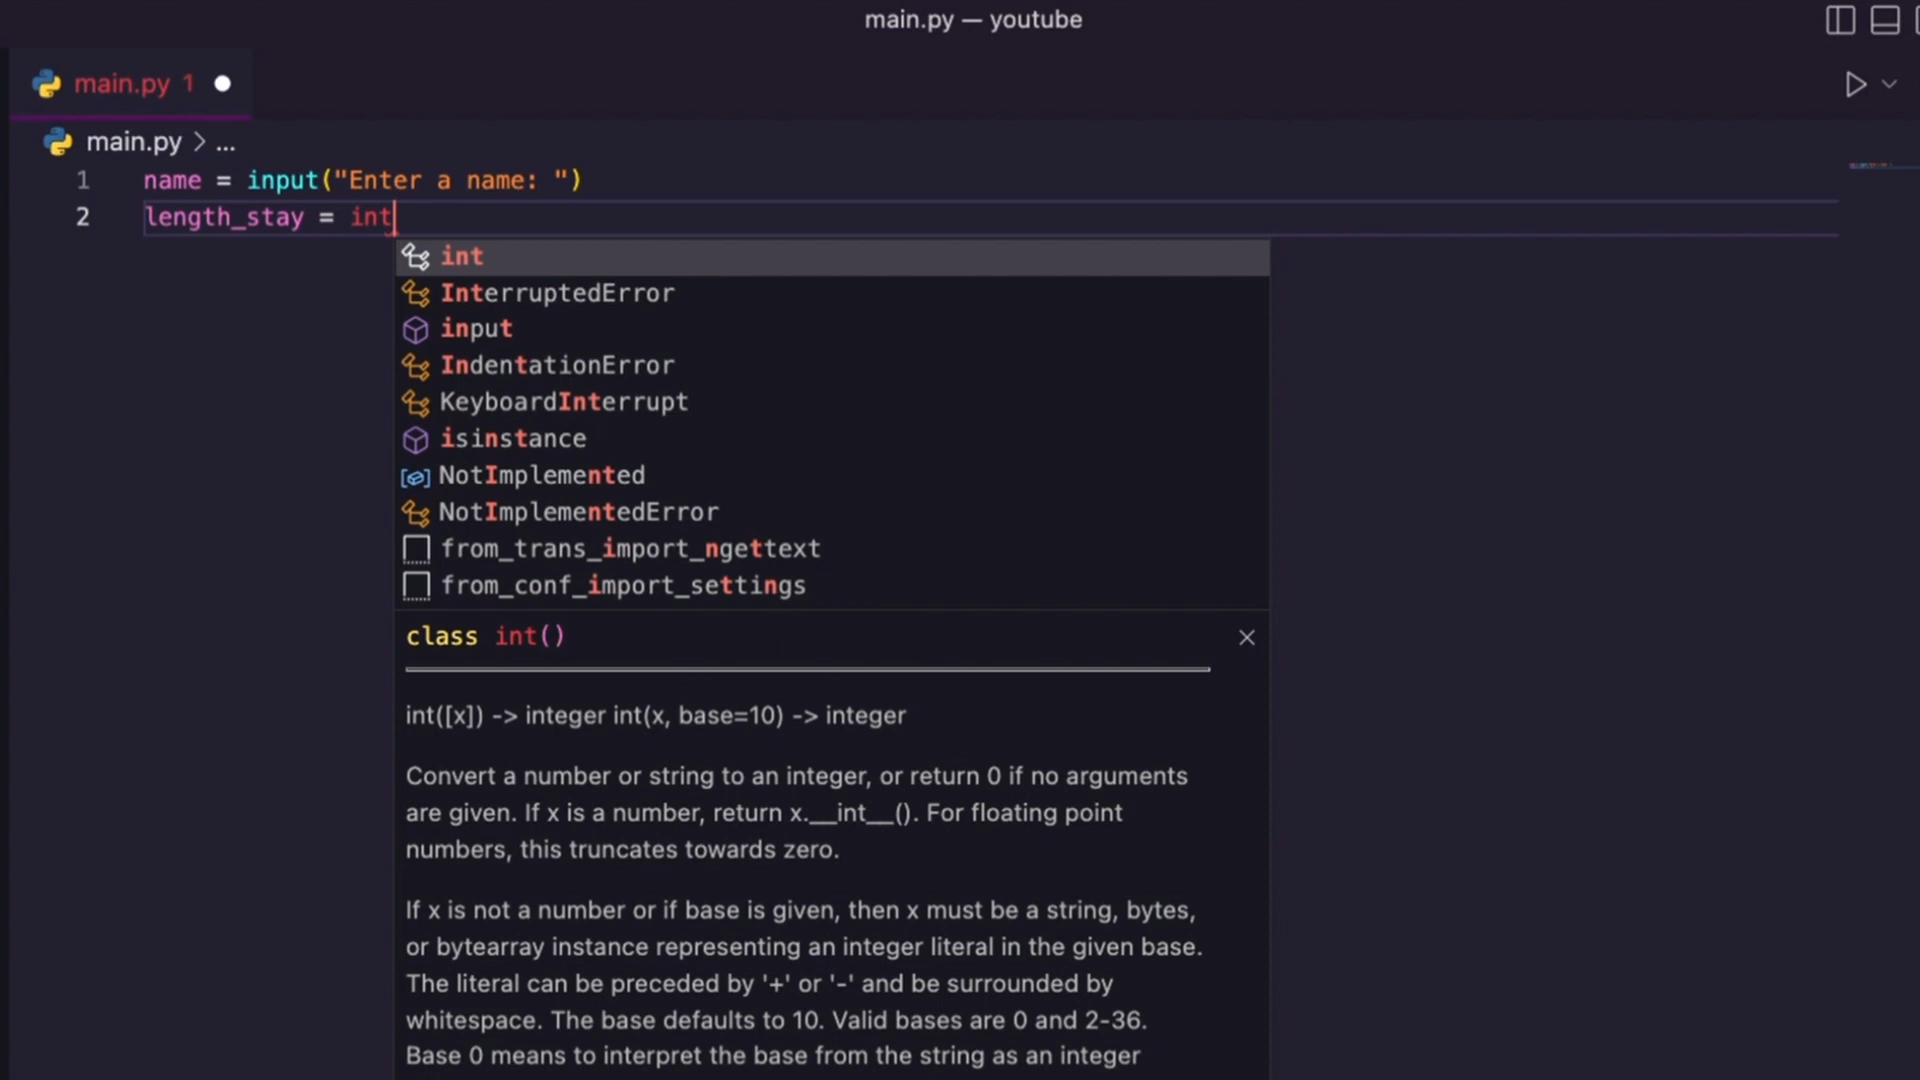 main.py — youtube
main.py 1
main.py > ...
1 name = input("Enter a name: ")
2 length_stay = int
int
InterruptedError
input
IndentationError
KeyboardInterrupt
isinstance
NotImplemented
NotImplementedError
from_trans_import_ngettext
from_conf_import_settings
class int()
int([x]) -> integer int(x, base=10) -> integer
Convert a number or string to an integer, or return 0 if no arguments
are given. If x is a number, return x.__int__(). For floating point
numbers, this truncates towards zero.
If x is not a number or if base is given, then x must be a string, bytes,
or bytearray instance representing an integer literal in the given base.
The literal can be preceded by '+' or '-' and be surrounded by
whitespace. The base defaults to 10. Valid bases are 0 and 2-36.
Base 0 means to interpret the base from the string as an integer